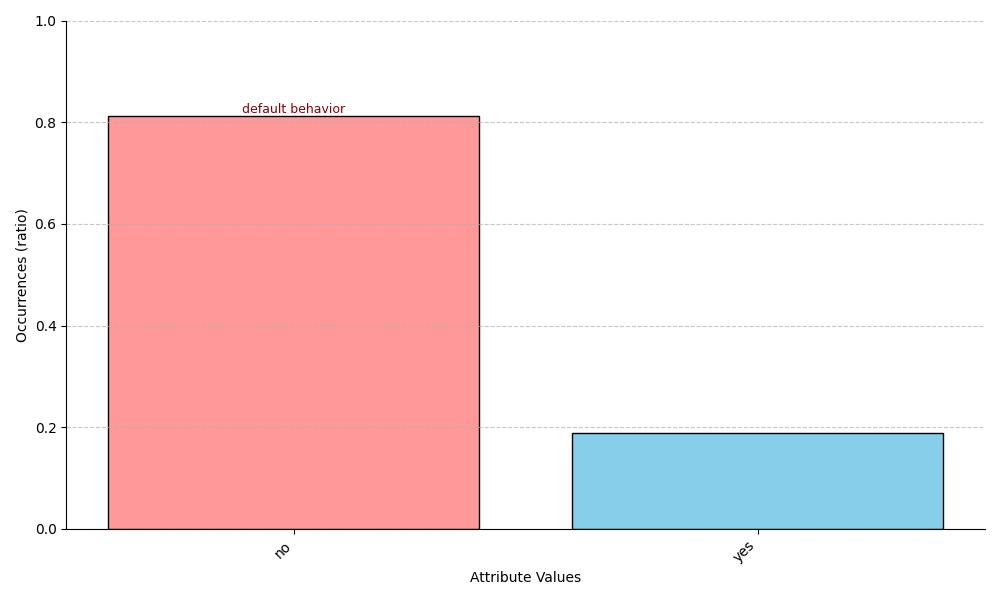 1.0
default behavior
0.8
0.6
0.4
0.2
0.0
Occurrences (ratio)
no
yes
Attribute Values